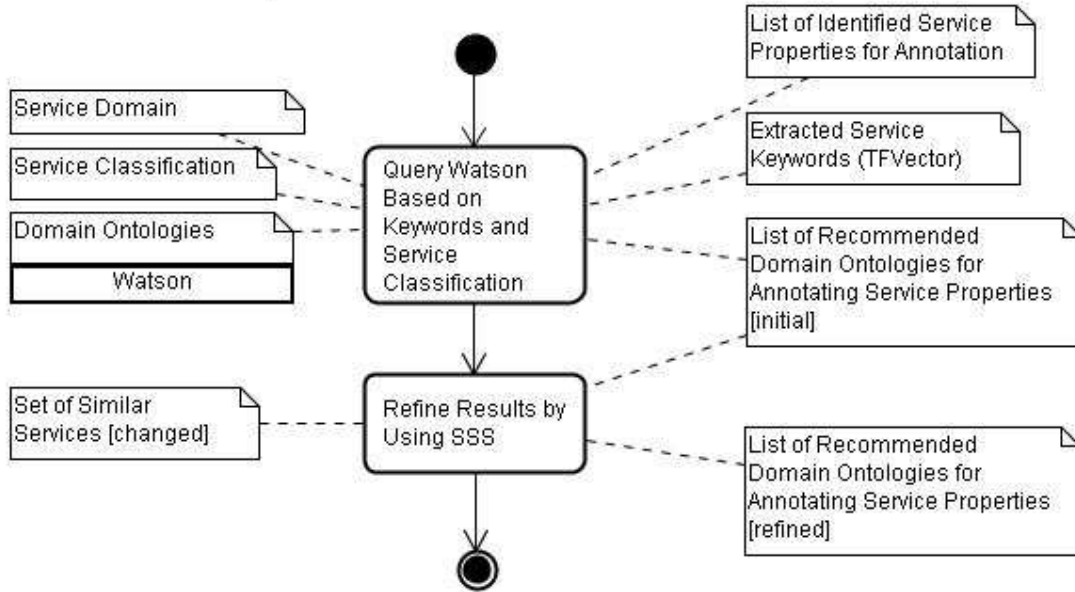 Service Domain
Service Classification
Domain Ontologies
Watson
Query Watson
Based on
Keywords and
Service
Classification
List of Identified Service
Properties for Annotation
Extracted Service
Keywords (TFVector)
List of Recommended
Domain Ontologies for
Annotating Service Properties
[initial]
Set of Similar
Services [changed]
Refine Results by
Using SSS
List of Recommended
Domain Ontologies for
Annotating Service Properties
[refined]